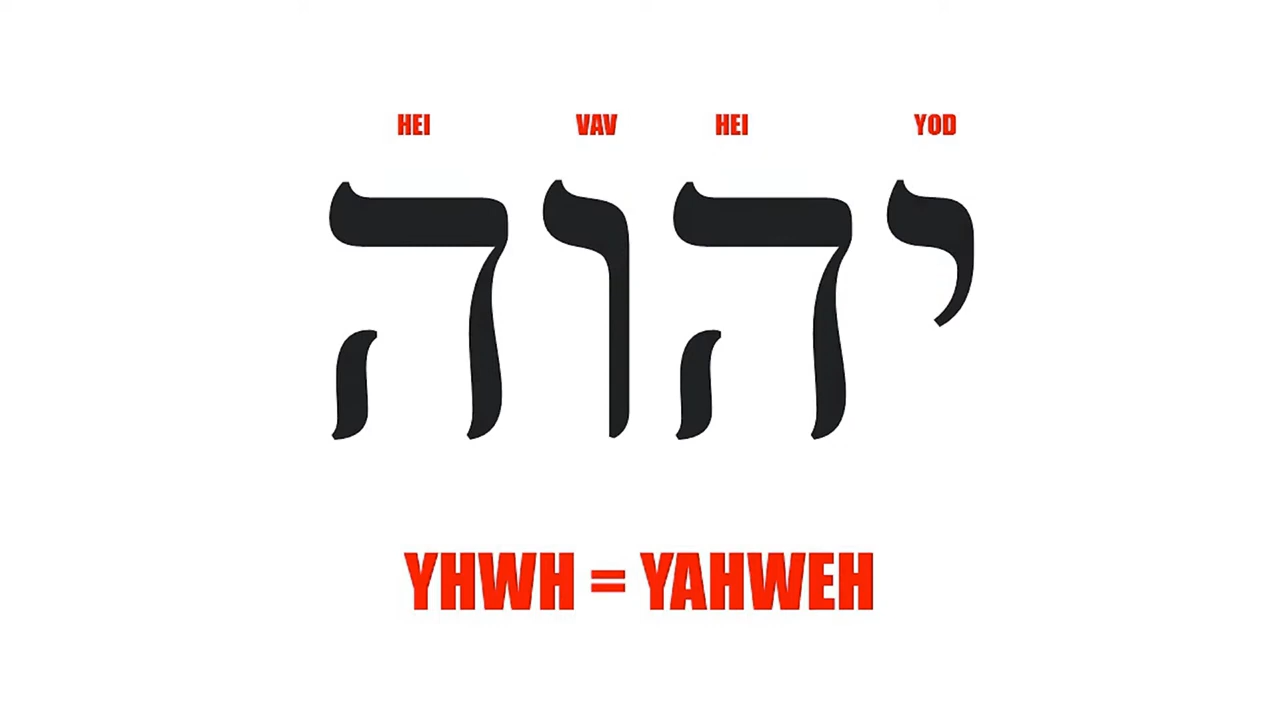 HEI VAV HEI YOD
יהוה
YHWH = YAHWEH